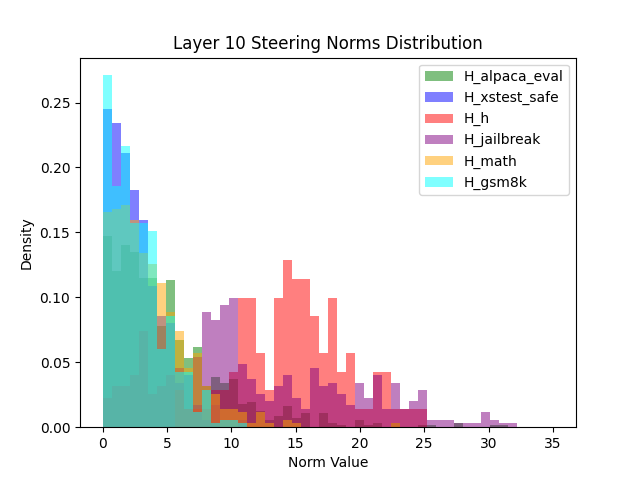 Layer 10 Steering Norms Distribution
H_alpaca_eval
H_xstest_safe
H_h
H_jailbreak
H_math
H_gsm8k
Density
0.25
0.20
0.15
0.10
0.05
0.00
0 5 10 15 20 25 30 35
Norm Value